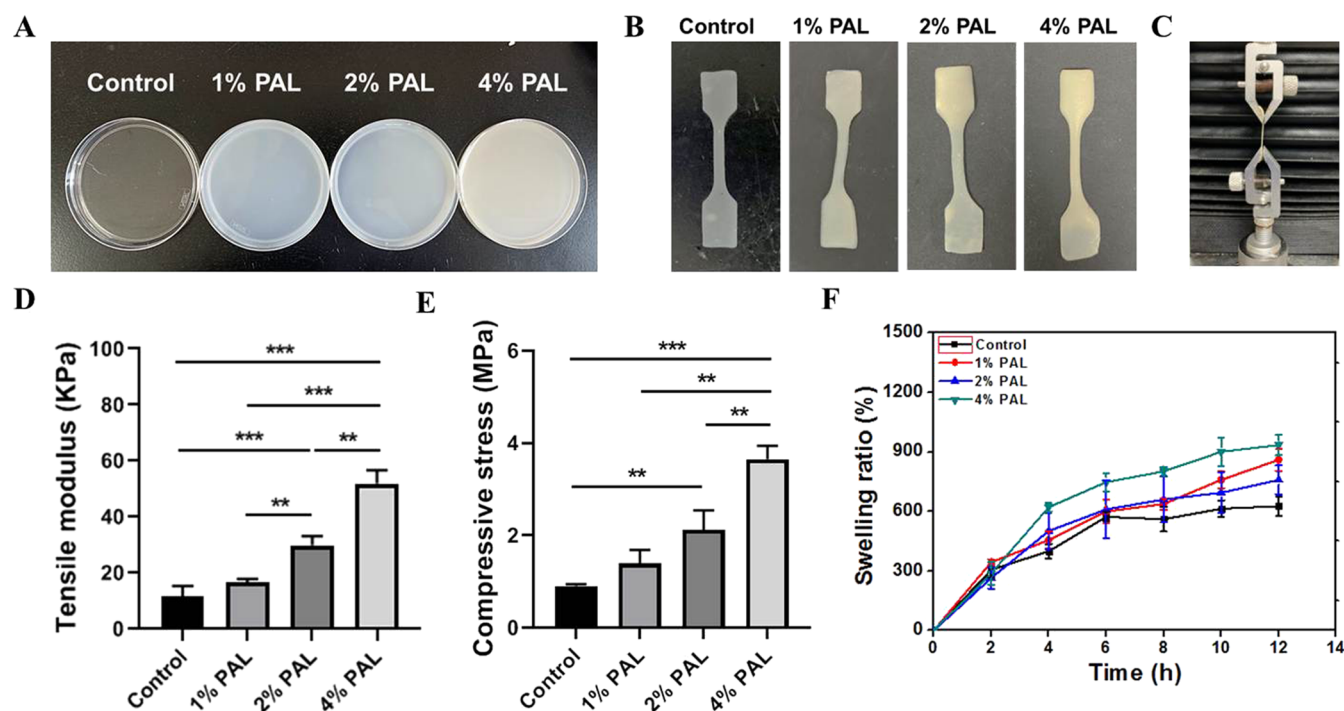 A
Control 1% PAL 2% PAL 4% PAL
B
Control 1% PAL 2% PAL 4% PAL
C
D
Tensile modulus (KPa)
100
80
60
40
20
0
***
***
***
**
**
Control
1% PAL
2% PAL
4% PAL
E
Compressive stress (MPa)
6
4
2
0
***
**
**
**
Control
1% PAL
2% PAL
4% PAL
F
Swelling ratio (%)
1500
1200
900
600
300
0
Control
1% PAL
2% PAL
4% PAL
0 2 4 6 8 10 12 14
Time (h)